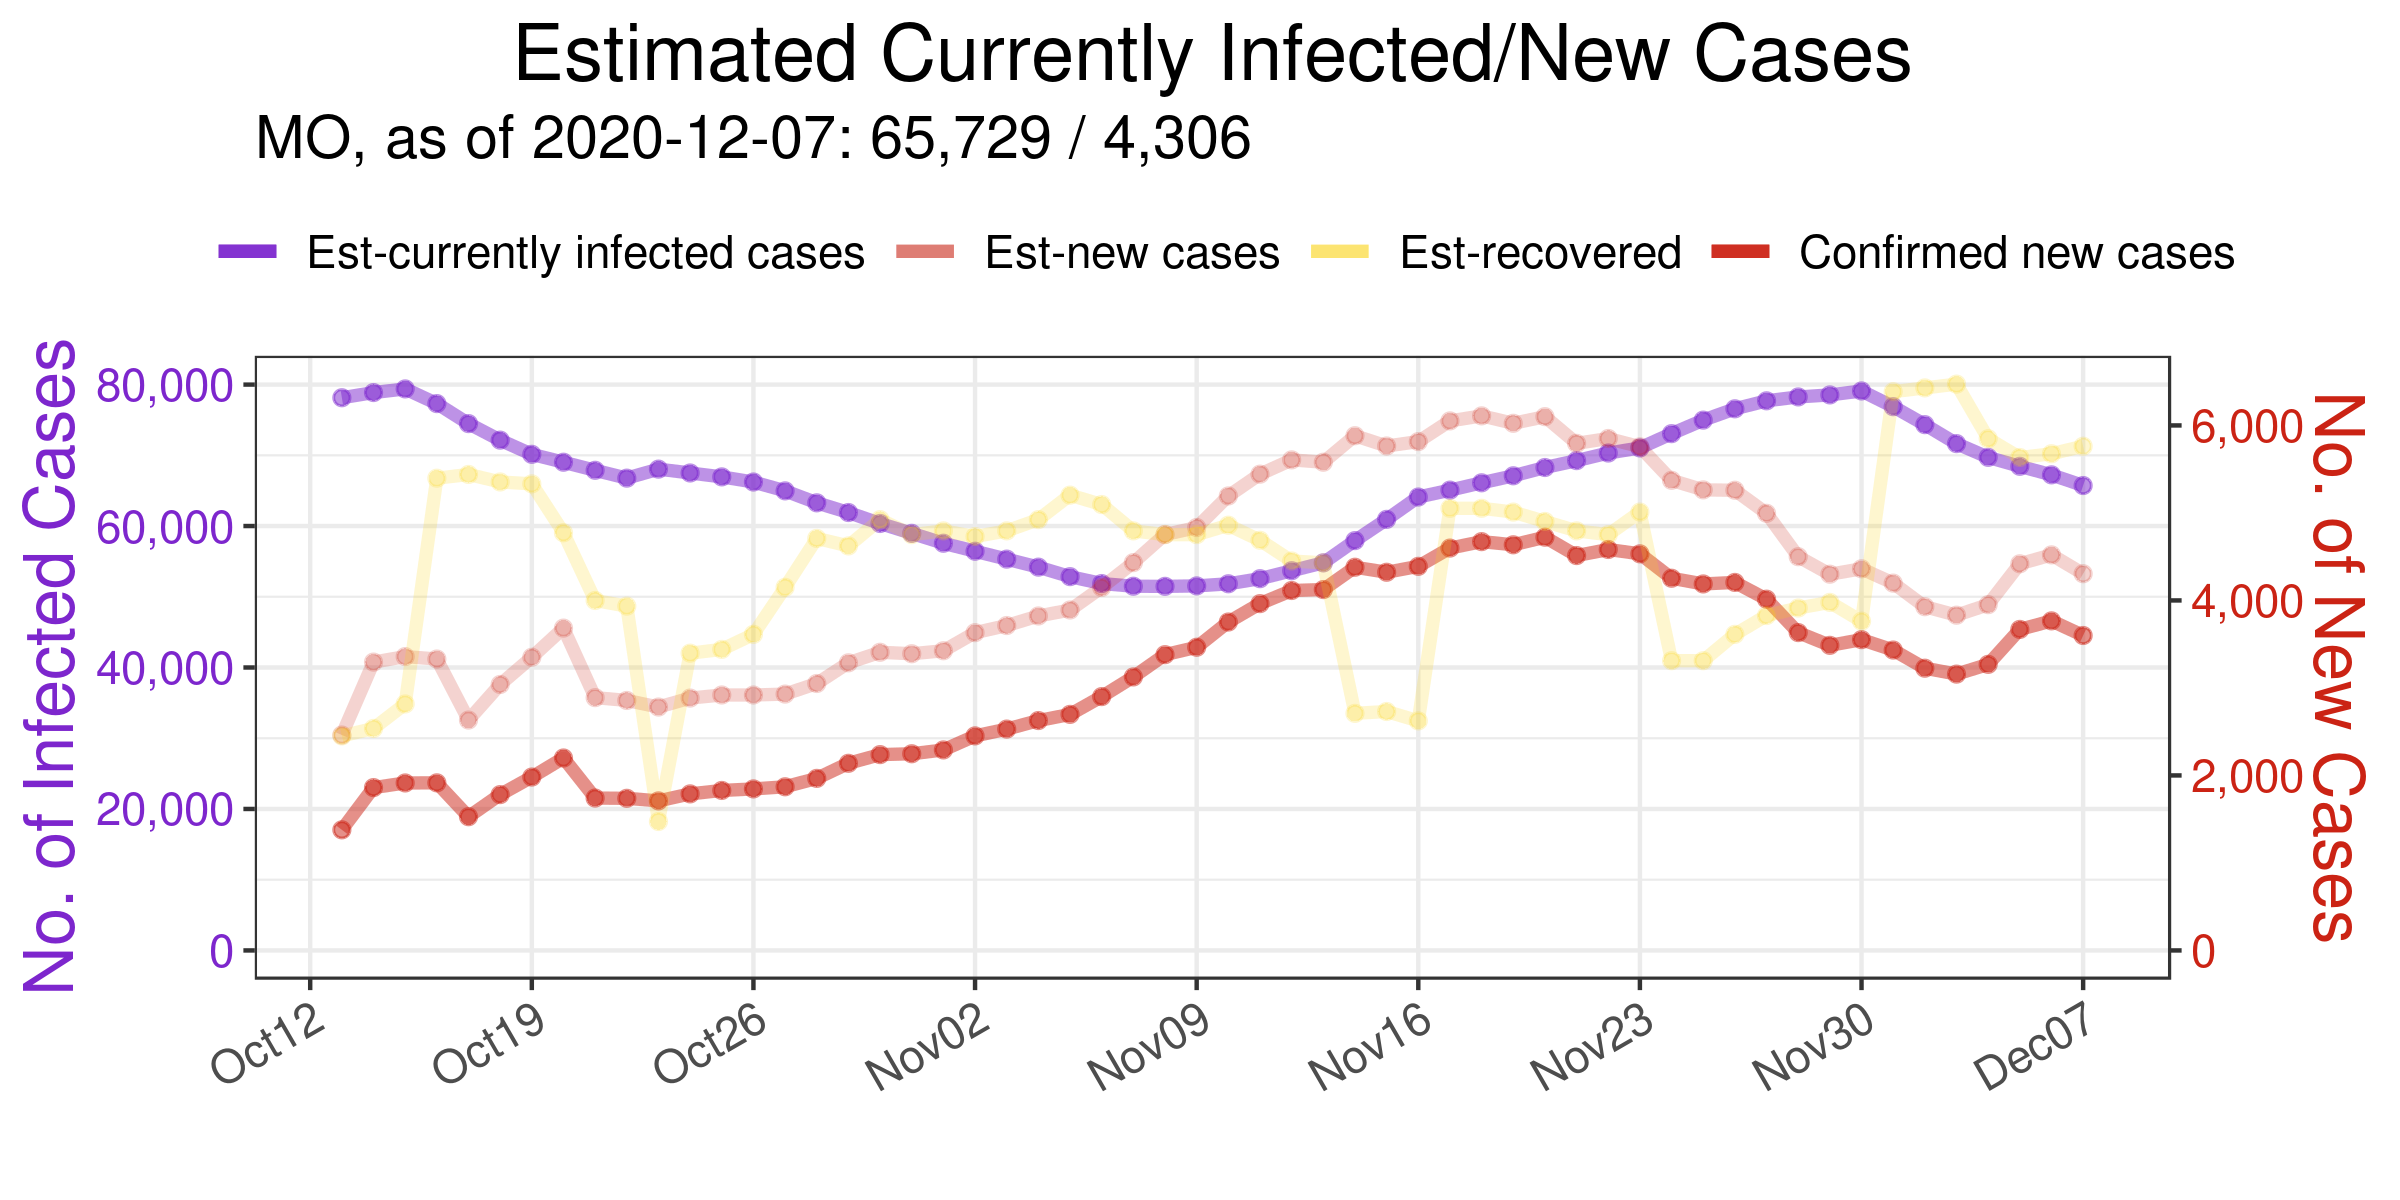 Estimated Currently Infected/New Cases
MO, as of 2020-12-07: 65,729 / 4,306
Est-currently infected cases Est-new cases Est-recovered Confirmed new cases
No. of Infected Cases
80,000
60,000
40,000
20,000
0
6,000
4,000
2,000
0
No. of New Cases
Oct12 Oct19 Oct26 Nov02 Nov09 Nov16 Nov23 Nov30 Dec07